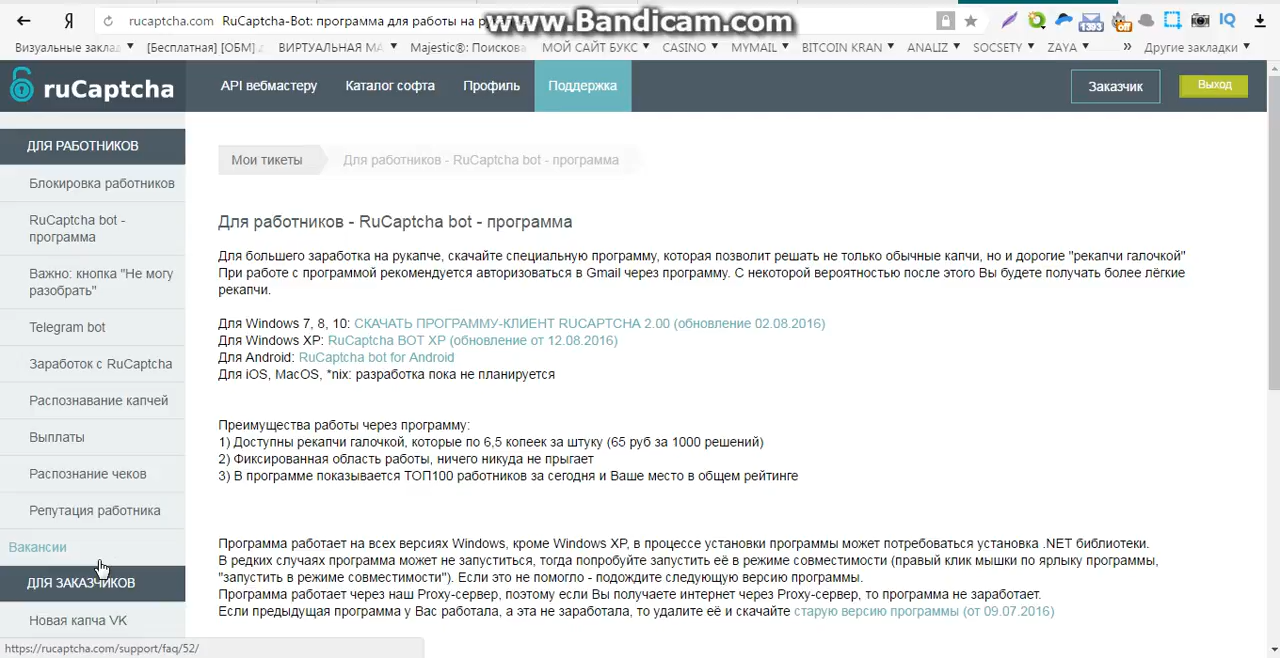 Я rucaptcha.com RuCaptcha-Bot: программа для работы на р
www.Bandicam.com
1393
off
IQ
Визуальные заклад [Бесплатная] [ОБМ] ВИРТУАЛЬНАЯ МА Majestic®: Поискова МОЙ САЙТ БУКС CASINO MYMAIL BITCOIN KRAN ANALIZ SOCSETY ZAYA » Другие закладки
ruCaptcha
API вебмастеру Каталог софта Профиль Поддержка Заказчик Выход
ДЛЯ РАБОТНИКОВ
Блокировка работников
RuCaptcha bot -
программа
Важно: кнопка "Не могу
разобрать"
Telegram bot
Заработок с RuCaptcha
Распознавание капчей
Выплаты
Распознание чеков
Репутация работника
Вакансии
ДЛЯ ЗАКАЗЧИКОВ
Новая капча VK
https://rucaptcha.com/support/faq/52/
Мои тикеты Для работников - RuCaptcha bot - программа
Для работников - RuCaptcha bot - программа
Для большего заработка на рукапче, скачайте специальную программу, которая позволит решать не только обычные капчи, но и дорогие "рекапчи галочкой"
При работе с программой рекомендуется авторизоваться в Gmail через программу. С некоторой вероятностью после этого Вы будете получать более лёгкие
рекапчи.
Для Windows 7, 8, 10: СКАЧАТЬ ПРОГРАММУ-КЛИЕНТ RUCAPTCHA 2.00 (обновление 02.08.2016)
Для Windows XP: RuCaptcha BOT XP (обновление от 12.08.2016)
Для Android: RuCaptcha bot for Android
Для iOS, MacOS, *nix: разработка пока не планируется
Преимущества работы через программу:
1) Доступны рекапчи галочкой, которые по 6,5 копеек за штуку (65 руб за 1000 решений)
2) Фиксированная область работы, ничего никуда не прыгает
3) В программе показывается ТОП100 работников за сегодня и Ваше место в общем рейтинге
Программа работает на всех версиях Windows, кроме Windows XP, в процессе установки программы может потребоваться установка .NET библиотеки.
В редких случаях программа может не запуститься, тогда попробуйте запустить её в режиме совместимости (правый клик мышки по ярлыку программы,
"запустить в режиме совместимости"). Если это не помогло - подождите следующую версию программы.
Программа работает через наш Proxy-сервер, поэтому если Вы получаете интернет через Proxy-сервер, то программа не заработает.
Если предыдущая программа у Вас работала, а эта не заработала, то удалите её и скачайте старую версию программы (от 09.07.2016)